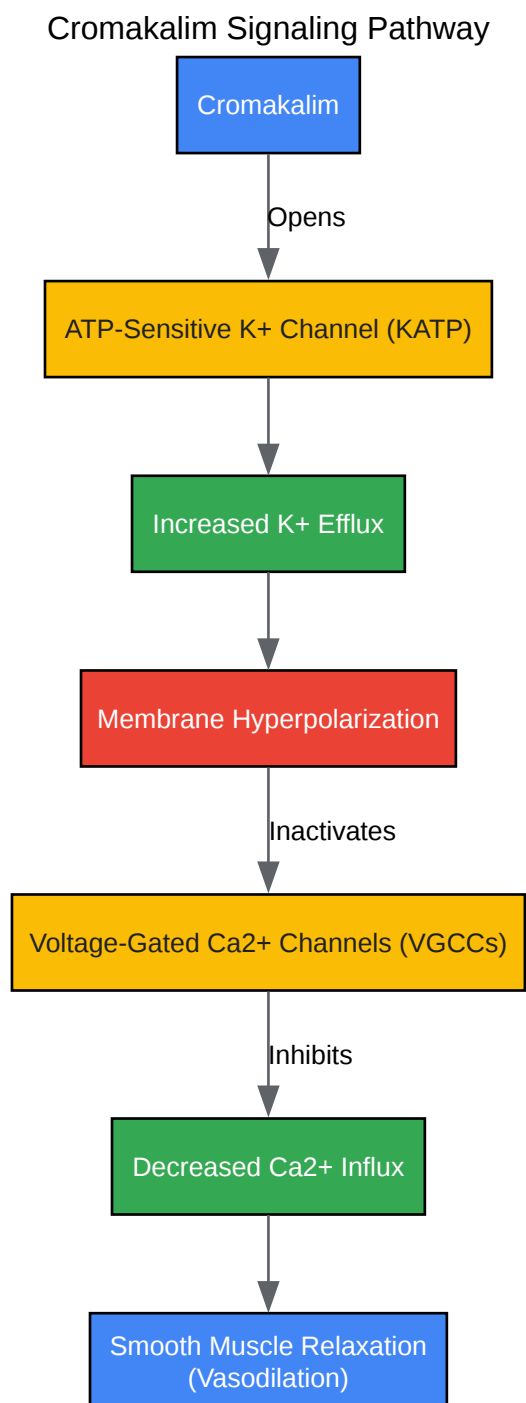 Cromakalim Signaling Pathway
Cromakalim
Opens
ATP-Sensitive K+ Channel (KATP)
Increased K+ Efflux
Membrane Hyperpolarization
Inactivates
Voltage-Gated Ca2+ Channels (VGCCs)
Inhibits
Decreased Ca2+ Influx
Smooth Muscle Relaxation
(Vasodilation)